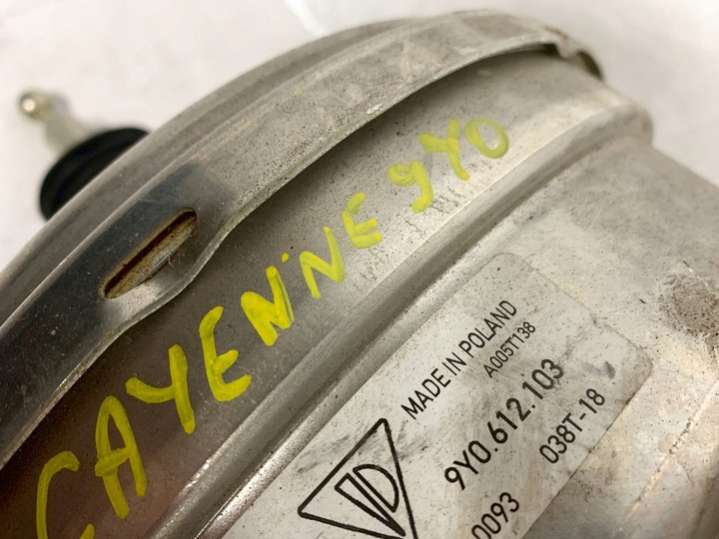 CAYENNE 9Y0
MADE IN POLAND
A005T138
9Y0.612.103
038T-18
0093